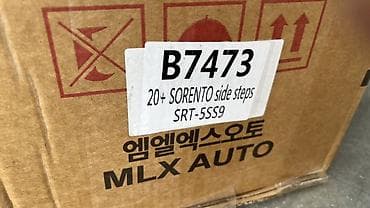 B7473
20+ SORENTO side steps
SRT-5SS9
엠엘엑스오토
MLX AUTO